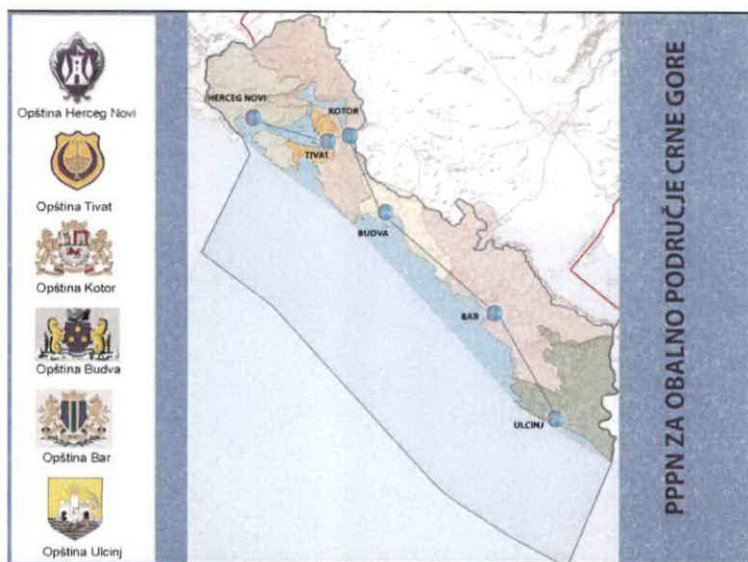 Opština Herceg Novi
Opština Tivat
Opština Kotor
Opština Budva
Opština Bar
Opština Ulcinj
HERCEG NOVI
KOTOR
TIVAT
BUDVA
BAR
ULCINJ
PPPN ZA OBALNO PODRUČJE CRNE GORE